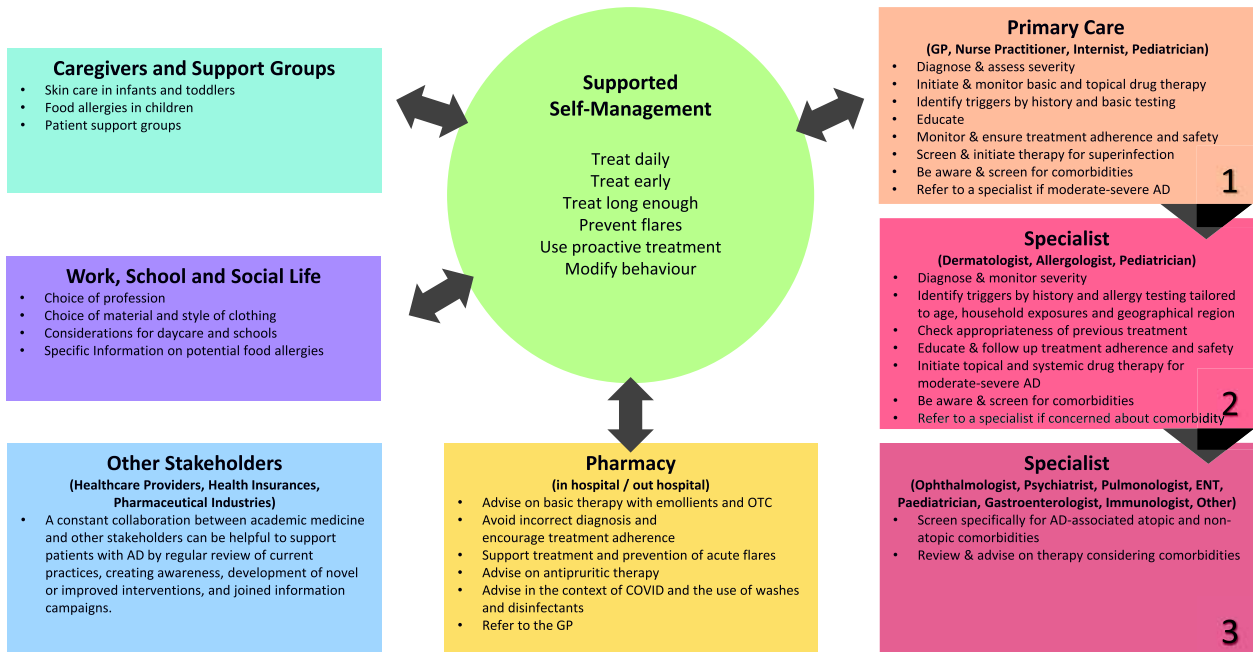 Caregivers and Support Groups
• Skin care in infants and toddlers
• Food allergies in children
• Patient support groups
Work, School and Social Life
• Choice of profession
• Choice of material and style of clothing
• Considerations for daycare and schools
• Specific Information on potential food allergies
Other Stakeholders
(Healthcare Providers, Health Insurances,
Pharmaceutical Industries)
• A constant collaboration between academic medicine
and other stakeholders can be helpful to support
patients with AD by regular review of current
practices, creating awareness, development of novel
or improved interventions, and joined information
campaigns.
Supported
Self-Management
Treat daily
Treat early
Treat long enough
Prevent flares
Use proactive treatment
Modify behaviour
Pharmacy
(in hospital / out hospital)
• Advise on basic therapy with emollients and OTC
• Avoid incorrect diagnosis and
encourage treatment adherence
• Support treatment and prevention of acute flares
• Advise on antipruritic therapy
• Advise in the context of COVID and the use of washes
and disinfectants
• Refer to the GP
Primary Care
(GP, Nurse Practitioner, Internist, Pediatrician)
• Diagnose & assess severity
• Initiate & monitor basic and topical drug therapy
• Identify triggers by history and basic testing
• Educate
• Monitor & ensure treatment adherence and safety
• Screen & initiate therapy for superinfection
• Be aware & screen for comorbidities
• Refer to a specialist if moderate-severe AD
1
Specialist
(Dermatologist, Allergologist, Pediatrician)
• Diagnose & monitor severity
• Identify triggers by history and allergy testing tailored
to age, household exposures and geographical region
• Check appropriateness of previous treatment
• Educate & follow up treatment adherence and safety
• Initiate topical and systemic drug therapy for
moderate-severe AD
• Be aware & screen for comorbidities
• Refer to a specialist if concerned about comorbidity
2
Specialist
(Ophthalmologist, Psychiatrist, Pulmonologist, ENT,
Paediatrician, Gastroenterologist, Immunologist, Other)
• Screen specifically for AD-associated atopic and non-
atopic comorbidities
• Review & advise on therapy considering comorbidities
3